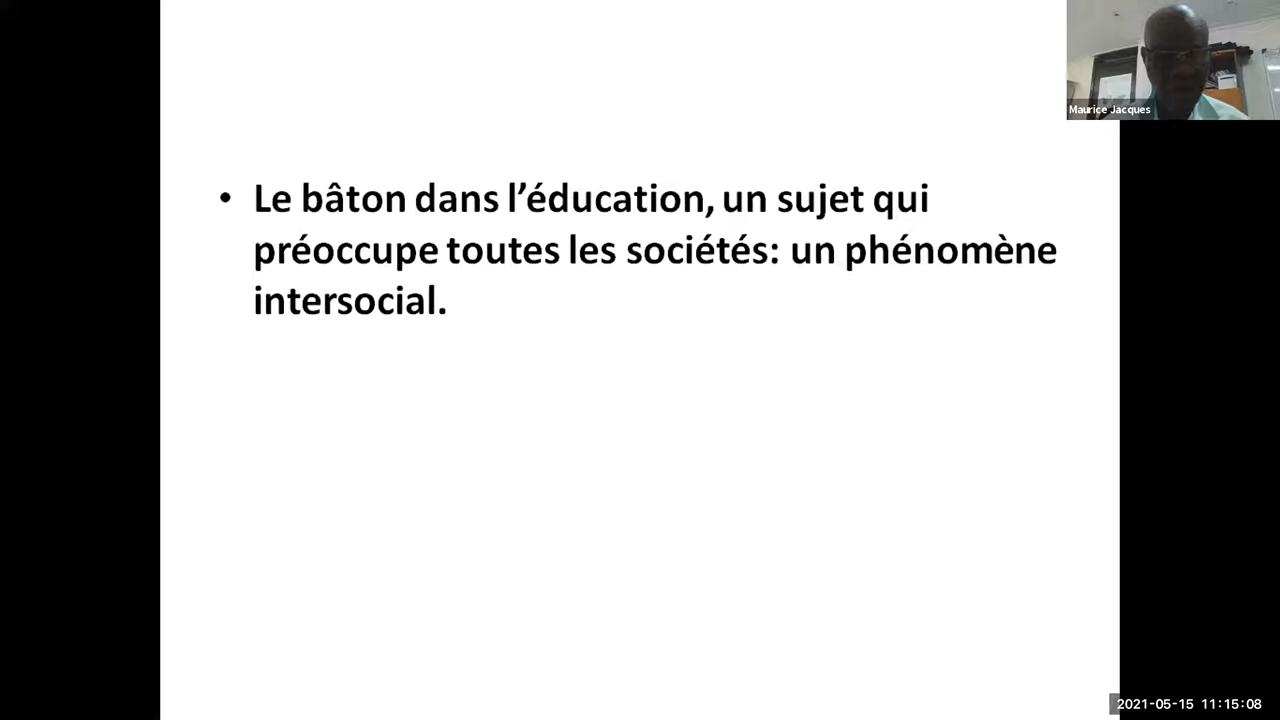 Maurice Jacques
• Le bâton dans l’éducation, un sujet qui
préoccupe toutes les sociétés: un phénomène
intersocial.
2021-05-15 11:15:08